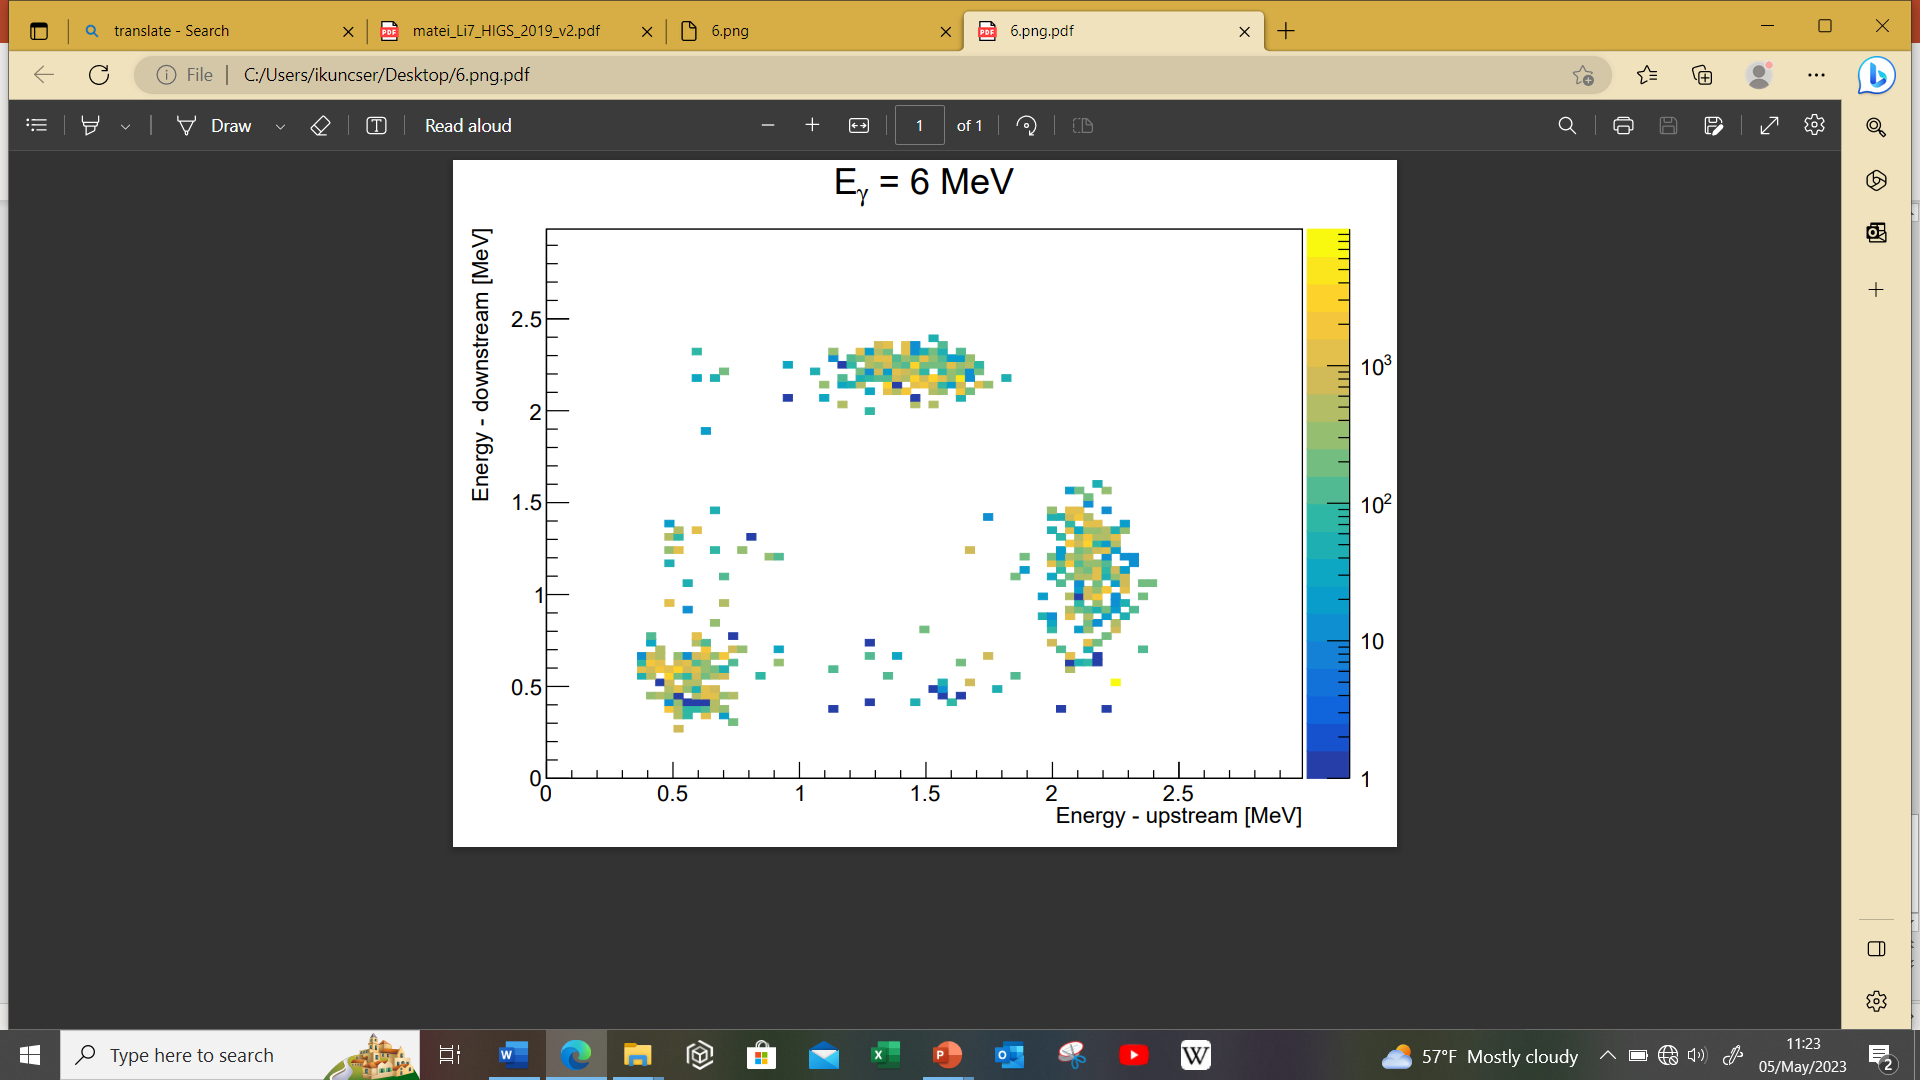 translate - Search
matei_Li7_HIGS_2019_v2.pdf
6.png
6.png.pdf
File
C:/Users/ikuncser/Desktop/6.png.pdf
Draw
Read aloud
1
of 1
Eγ = 6 MeV
Energy - downstream [MeV]
2.5
2
1.5
1
0.5
0
0
0.5
1
1.5
2
2.5
Energy - upstream [MeV]
10³
10²
10
1
Type here to search
57°F Mostly cloudy
11:23
05/May/2023
2